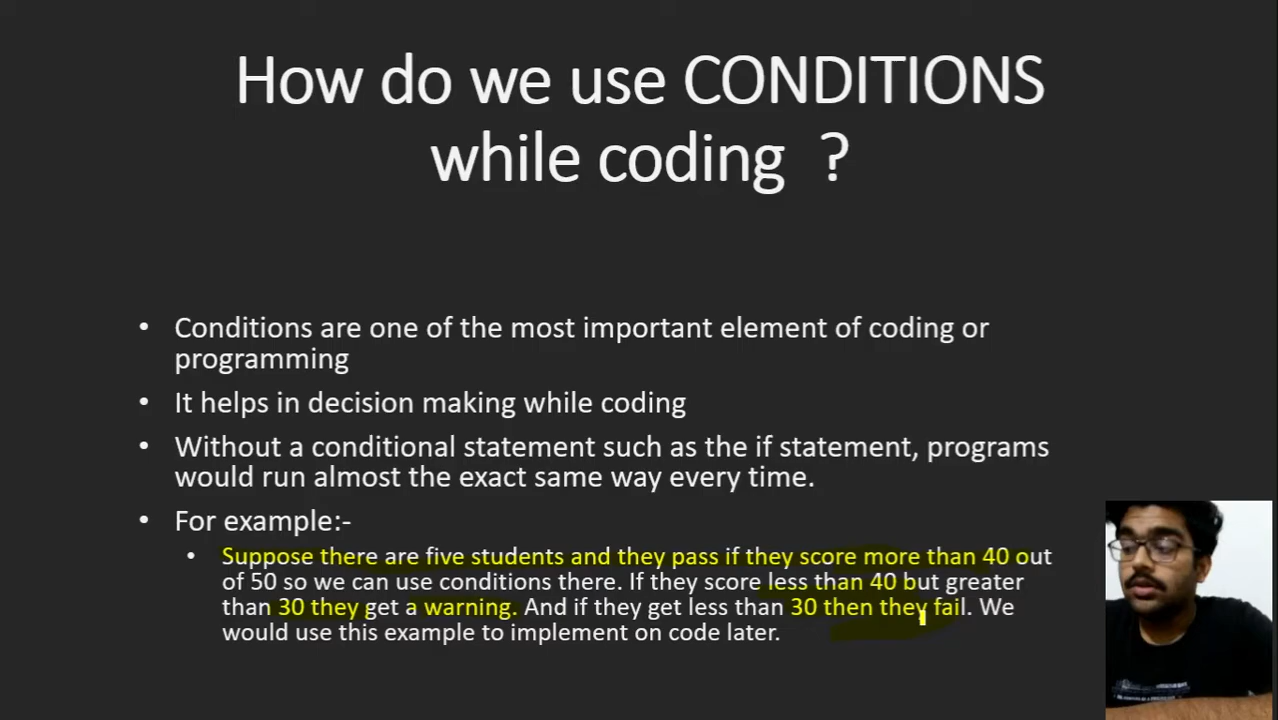 How do we use CONDITIONS
while coding ?
• Conditions are one of the most important element of coding or
programming
• It helps in decision making while coding
• Without a conditional statement such as the if statement, programs
would run almost the exact same way every time.
• For example:-
• Suppose there are five students and they pass if they score more than 40 out
of 50 so we can use conditions there. If they score less than 40 but greater
than 30 they get a warning. And if they get less than 30 then they fail. We
would use this example to implement on code later.